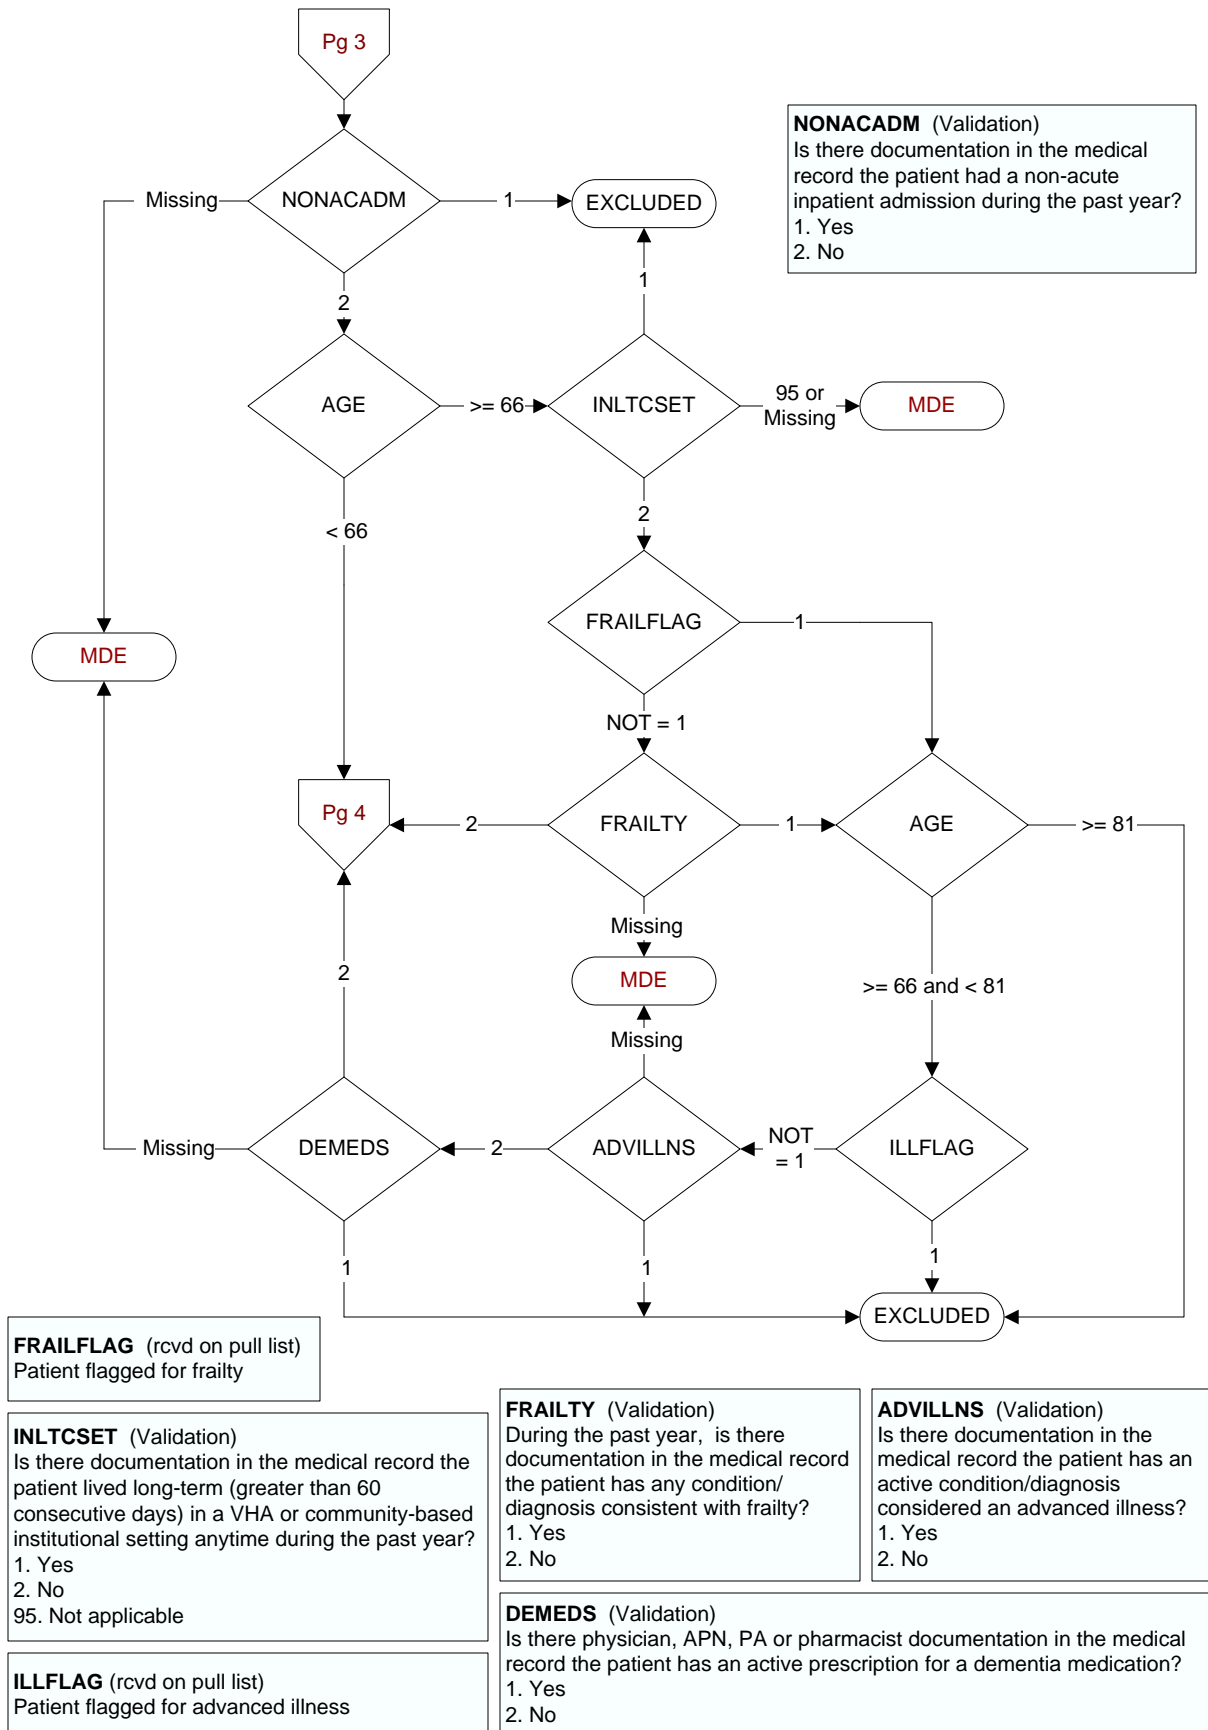 Pg 3
NONACADM (Validation)
Is there documentation in the medical
record the patient had a non-acute
inpatient admission during the past year?
1. Yes
2. No
Missing
NONACADM
1
EXCLUDED
2
1
AGE
>= 66
INLTCSET
95 or
Missing
MDE
< 66
2
FRAILFLAG
1
MDE
NOT = 1
Pg 4
2
FRAILTY
1
AGE
>= 81
Missing
2
MDE
>= 66 and < 81
Missing
Missing
DEMEDS
2
ADVILLNS
NOT
= 1
ILLFLAG
1
1
1
EXCLUDED
FRAILFLAG (rcvd on pull list)
Patient flagged for frailty
INLTCSET (Validation)
Is there documentation in the medical record the
patient lived long-term (greater than 60
consecutive days) in a VHA or community-based
institutional setting anytime during the past year?
1. Yes
2. No
95. Not applicable
FRAILTY (Validation)
During the past year, is there
documentation in the medical record
the patient has any condition/
diagnosis consistent with frailty?
1. Yes
2. No
ADVILLNS (Validation)
Is there documentation in the
medical record the patient has an
active condition/diagnosis
considered an advanced illness?
1. Yes
2. No
ILLFLAG (rcvd on pull list)
Patient flagged for advanced illness
DEMEDS (Validation)
Is there physician, APN, PA or pharmacist documentation in the medical
record the patient has an active prescription for a dementia medication?
1. Yes
2. No